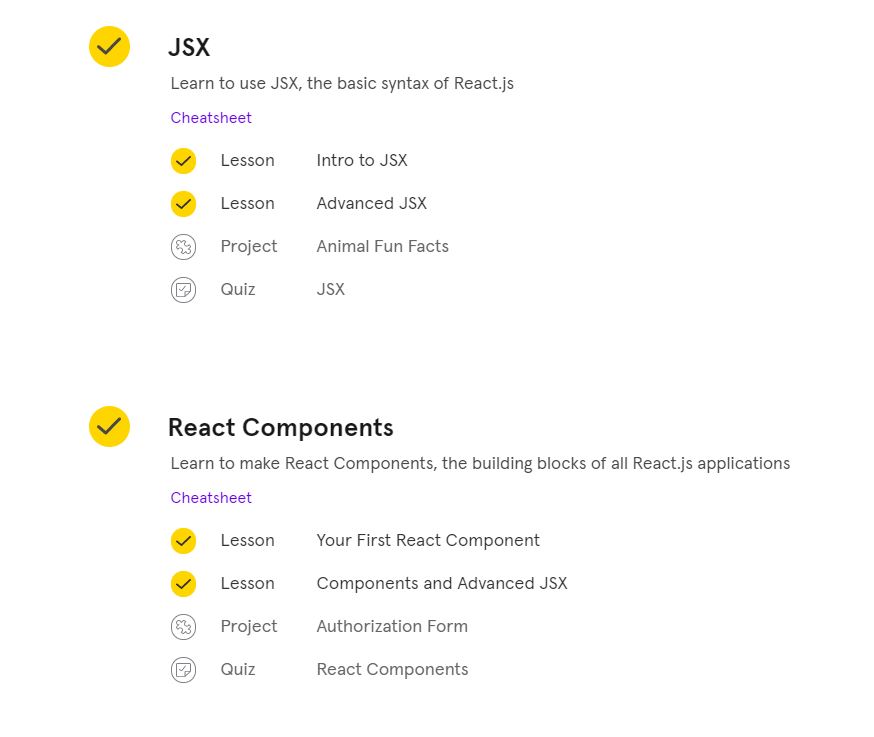 JSX
Learn to use JSX, the basic syntax of React.js
Cheatsheet
Lesson Intro to JSX
Lesson Advanced JSX
Project Animal Fun Facts
Quiz JSX
React Components
Learn to make React Components, the building blocks of all React.js applications
Cheatsheet
Lesson Your First React Component
Lesson Components and Advanced JSX
Project Authorization Form
Quiz React Components